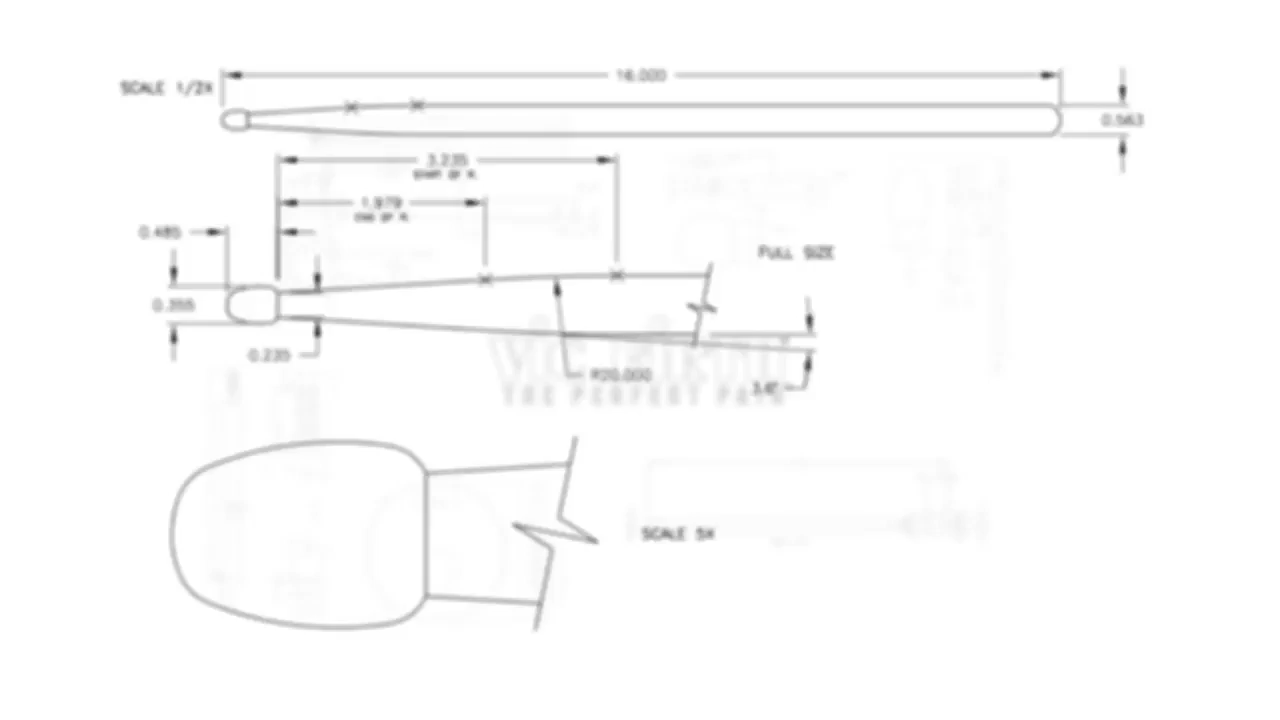 16.000
SCALE 1/2X
0.563
3.235
START OF R.
1.979
END OF R.
0.485
FULL SIZE
0.355
0.235
R20.000
THE PERFECT PAIR
SCALE 5X